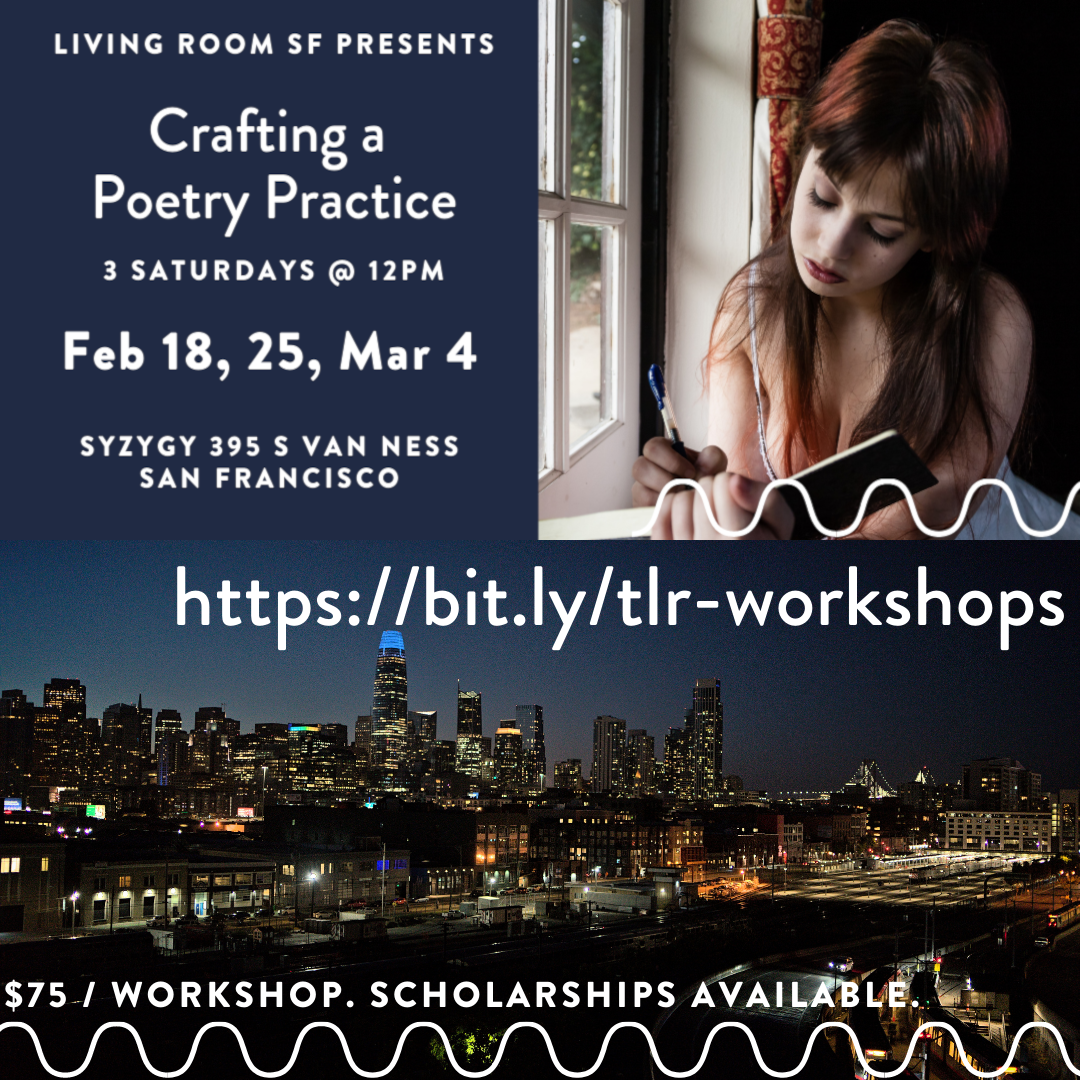 LIVING ROOM SF PRESENTS
Crafting a
Poetry Practice
3 SATURDAYS @ 12PM
Feb 18, 25, Mar 4
SYZYGY 395 S VAN NESS
SAN FRANCISCO
https://bit.ly/tlr-workshops
$75 / WORKSHOP. SCHOLARSHIPS AVAILABLE.